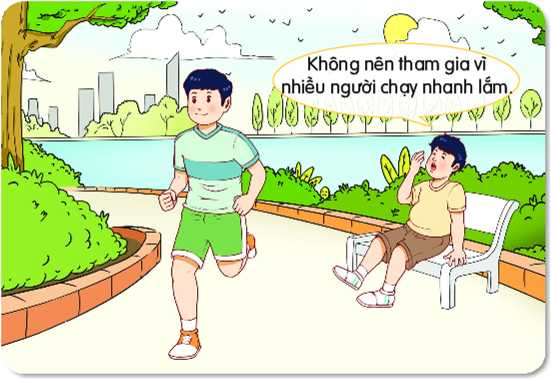 Không nên tham gia vì
nhiều người chạy nhanh lắm.